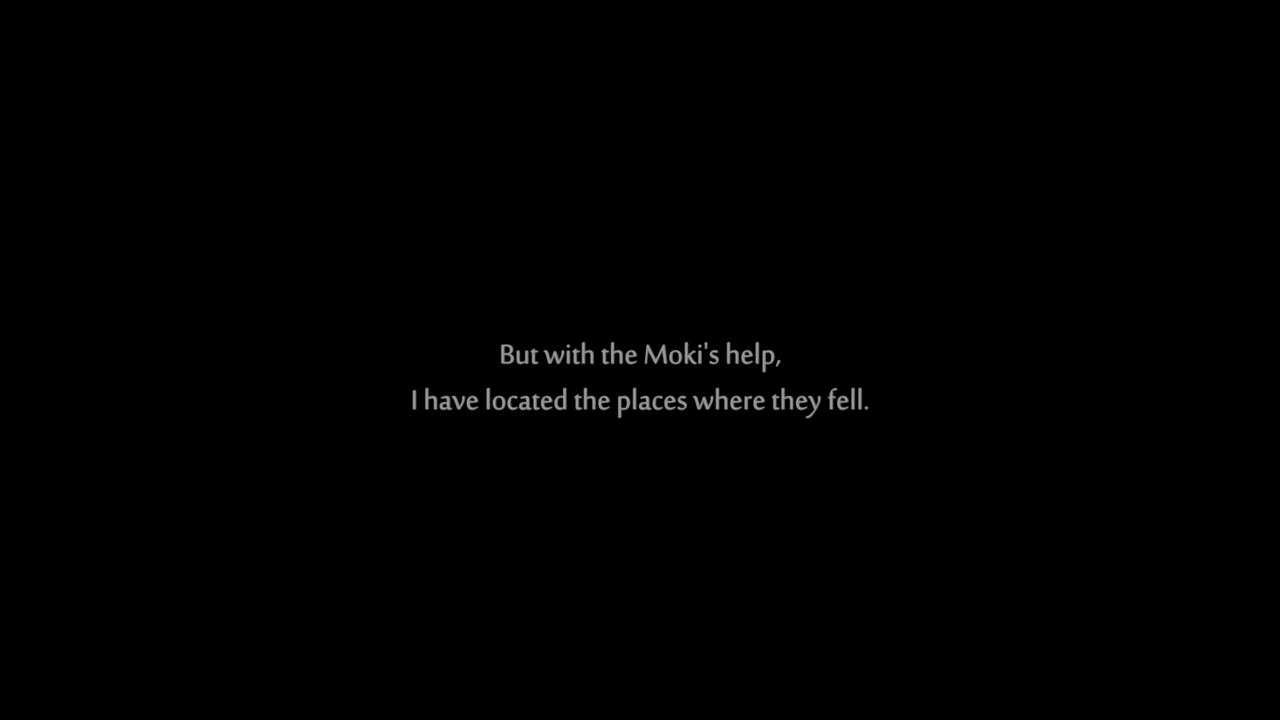 But with the Moki's help,
I have located the places where they fell.